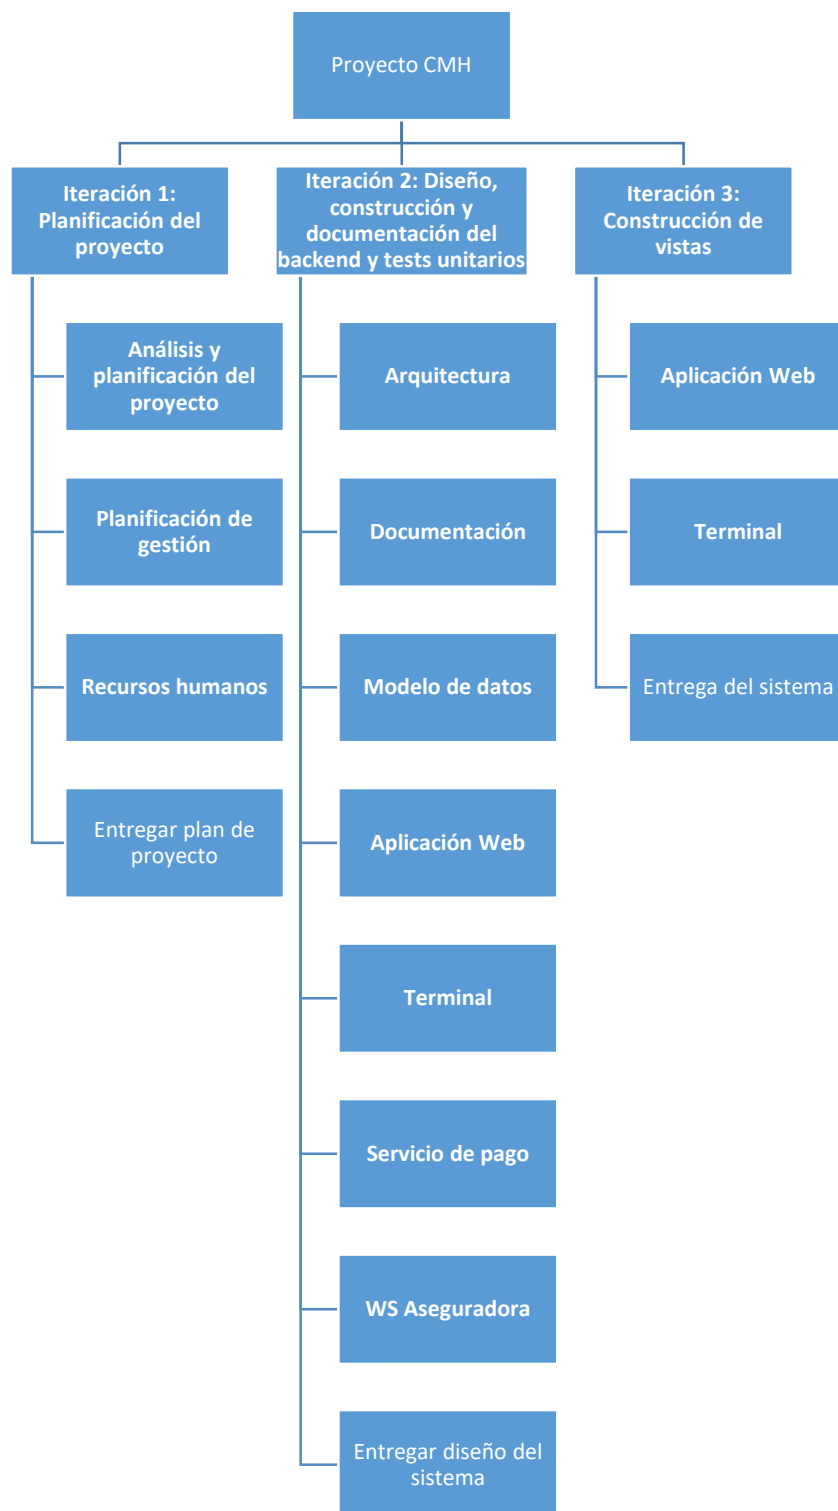 Proyecto CMH
Iteración 1:
Planificación del
proyecto
Análisis y
planificación del
proyecto
Planificación de
gestión
Recursos humanos
Entregar plan de
proyecto
Iteración 2: Diseño,
construcción y
documentación del
backend y tests unitarios
Arquitectura
Documentación
Modelo de datos
Aplicación Web
Terminal
Servicio de pago
WS Aseguradora
Entregar diseño del
sistema
Iteración 3:
Construcción de
vistas
Aplicación Web
Terminal
Entrega del sistema